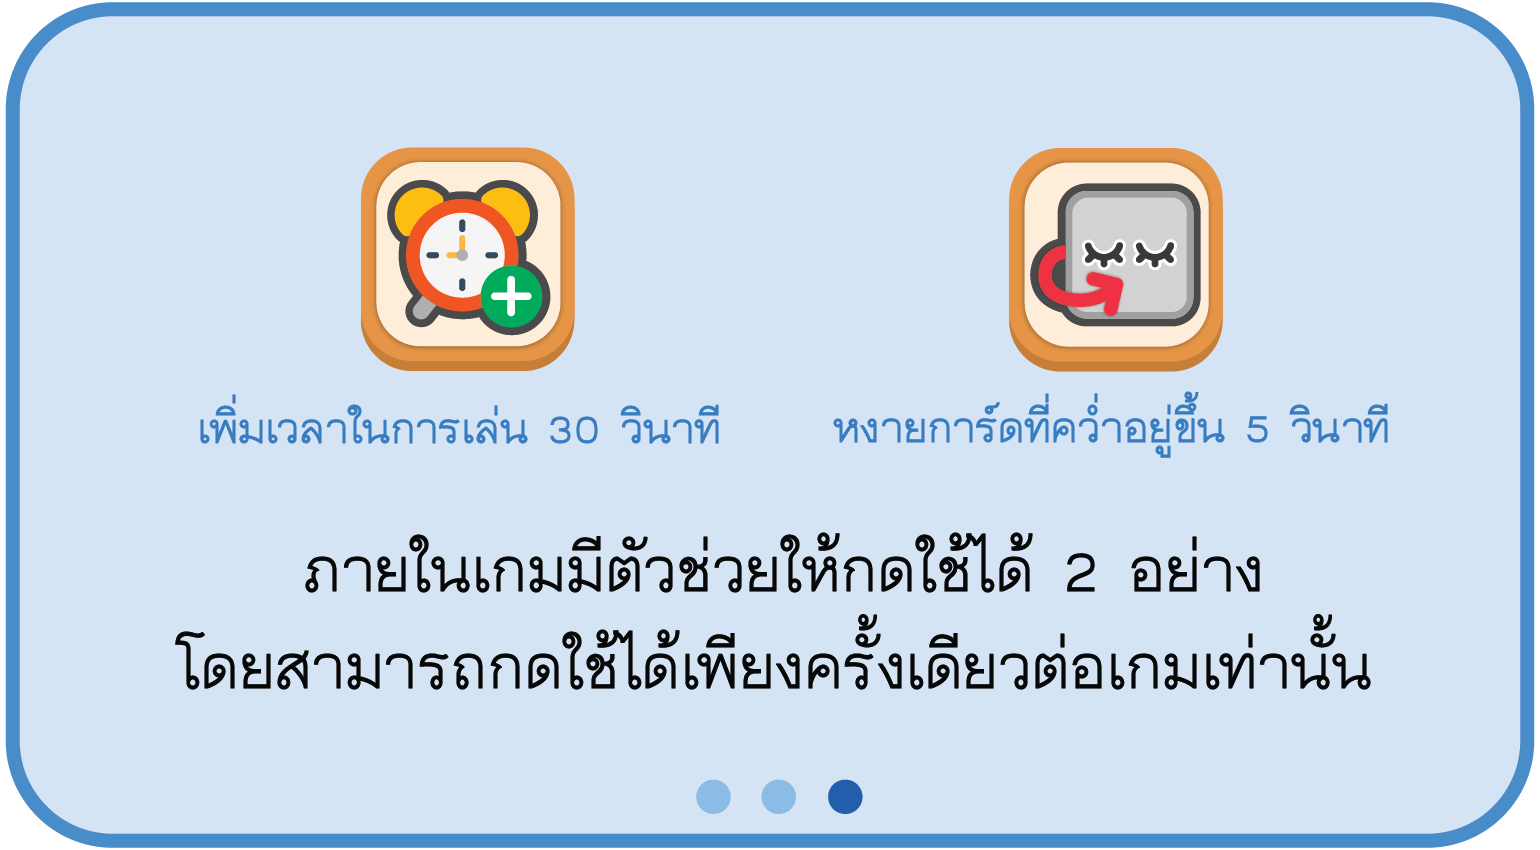 เพิ่มเวลาในการเล่น 30 วินาที
หงายการ์ดที่คว่ำอยู่ขึ้น 5 วินาที
ภายในเกมมีตัวช่วยให้กดใช้ได้ 2 อย่าง
โดยสามารถกดใช้ได้เพียงครั้งเดียวต่อเกมเท่านั้น